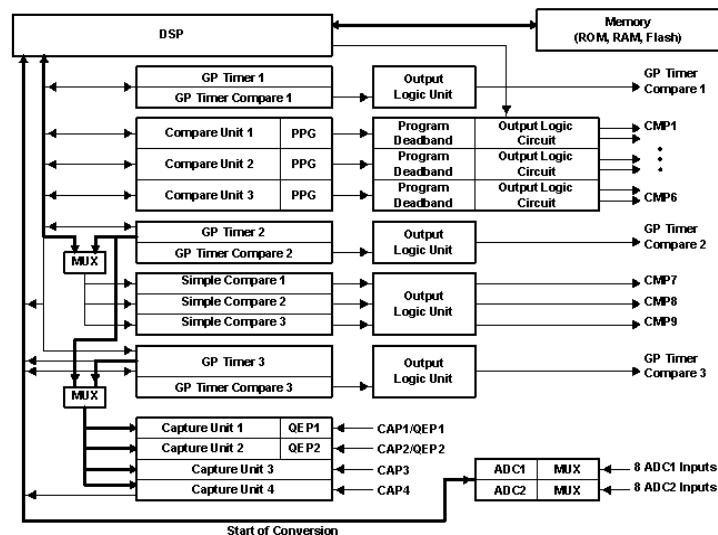 DSP
Memory
(ROM, RAM, Flash)
GP Timer 1
GP Timer Compare 1
Output
Logic Unit
GP Timer
Compare 1
Compare Unit 1
PPG
Program
Deadband
Output Logic
Circuit
CMP1
Compare Unit 2
PPG
Program
Deadband
Output Logic
Circuit
Compare Unit 3
PPG
Program
Deadband
Output Logic
Circuit
CMP6
GP Timer 2
GP Timer Compare 2
Output
Logic Unit
GP Timer
Compare 2
MUX
Simple Compare 1
Simple Compare 2
Simple Compare 3
Output
Logic Unit
CMP7
CMP8
CMP9
GP Timer 3
GP Timer Compare 3
Output
Logic Unit
GP Timer
Compare 3
MUX
Capture Unit 1
QEP1
CAP1/QEP1
Capture Unit 2
QEP2
CAP2/QEP2
Capture Unit 3
CAP3
Capture Unit 4
CAP4
ADC1
MUX
8 ADC1 Inputs
ADC2
MUX
8 ADC2 Inputs
Start of Conversion